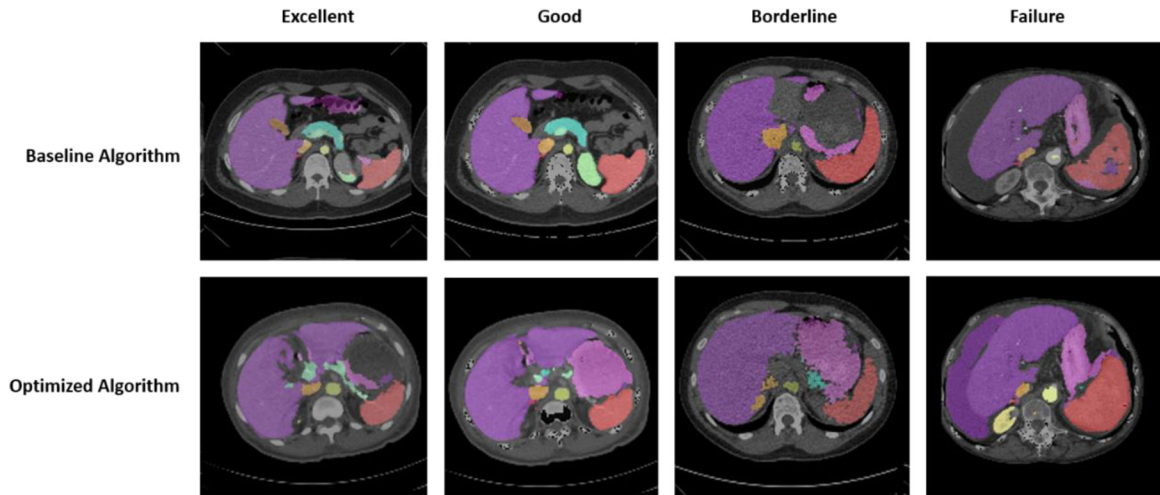 Excellent
Good
Borderline
Failure
Baseline Algorithm
Optimized Algorithm